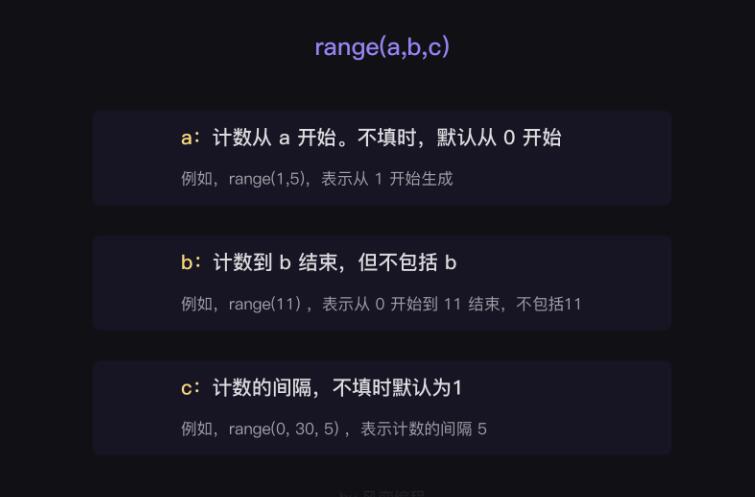 range(a,b,c)
a：计数从 a 开始。不填时，默认从 0 开始
例如，range(1,5)，表示从 1 开始生成
b：计数到 b 结束，但不包括 b
例如，range(11) ，表示从 0 开始到 11 结束，不包括11
c：计数的间隔，不填时默认为1
例如，range(0, 30, 5) ，表示计数的间隔 5